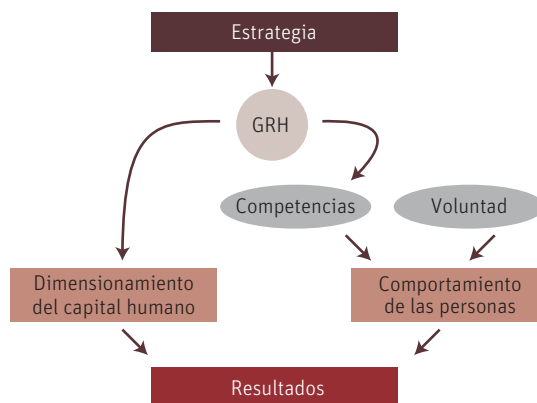 Estrategia
GRH
Competencias
Voluntad
Dimensionamiento
del capital humano
Comportamiento
de las personas
Resultados